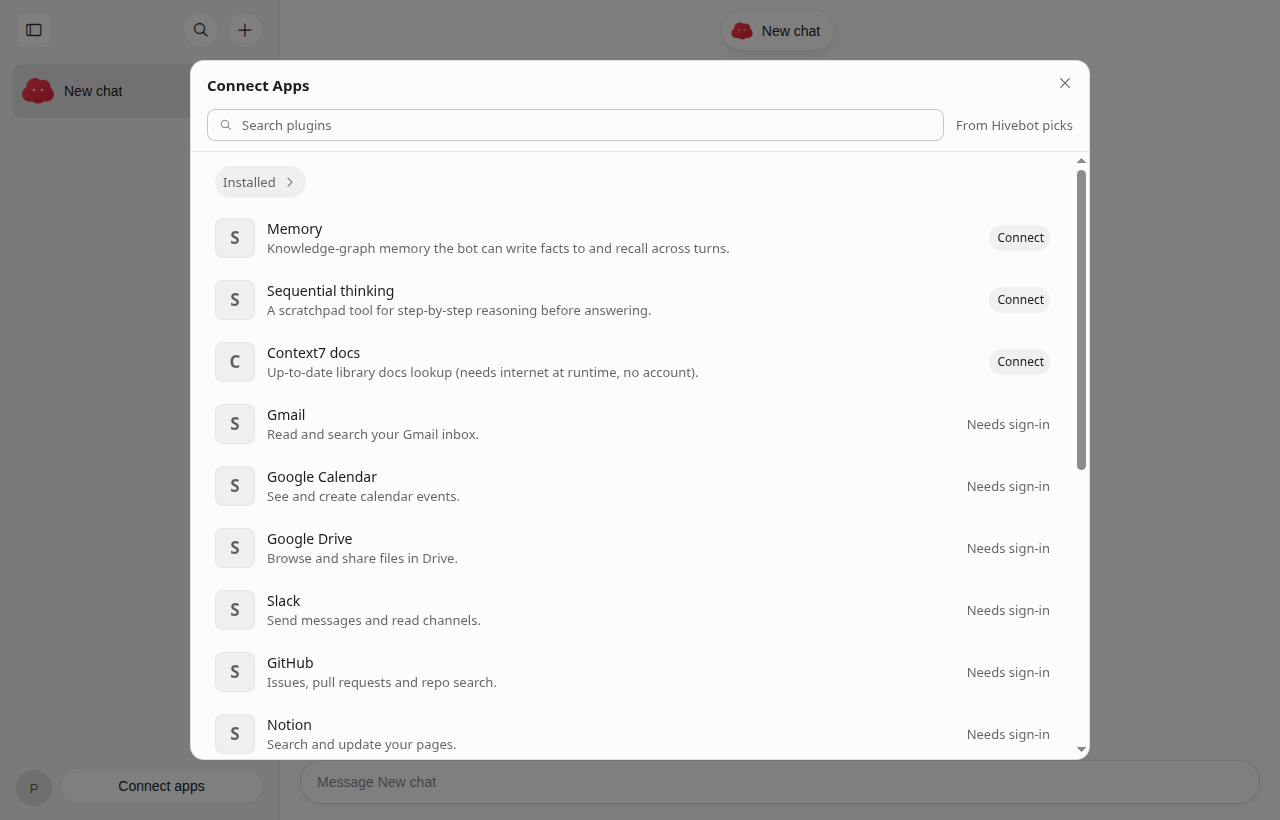 New chat
New chat
Connect Apps
Search plugins
From Hivebot picks
Installed
S
Memory
Knowledge-graph memory the bot can write facts to and recall across turns.
Connect
S
Sequential thinking
A scratchpad tool for step-by-step reasoning before answering.
Connect
C
Context7 docs
Up-to-date library docs lookup (needs internet at runtime, no account).
Connect
S
Gmail
Read and search your Gmail inbox.
Needs sign-in
S
Google Calendar
See and create calendar events.
Needs sign-in
S
Google Drive
Browse and share files in Drive.
Needs sign-in
S
Slack
Send messages and read channels.
Needs sign-in
S
GitHub
Issues, pull requests and repo search.
Needs sign-in
S
Notion
Search and update your pages.
Needs sign-in
P
Connect apps
Message New chat